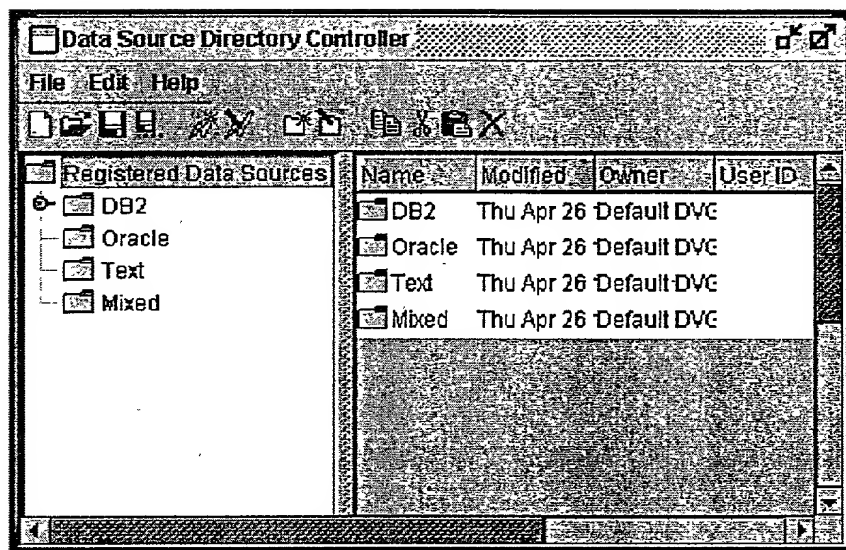 Data Source Directory Controller
File Edit Help
Registered Data Sources
DB2
Oracle
Text
Mixed
Name Modified Owner User ID
DB2 Thu Apr 26 Default DVG
Oracle Thu Apr 26 Default DVG
Text Thu Apr 26 Default DVG
Mixed Thu Apr 26 Default DVG